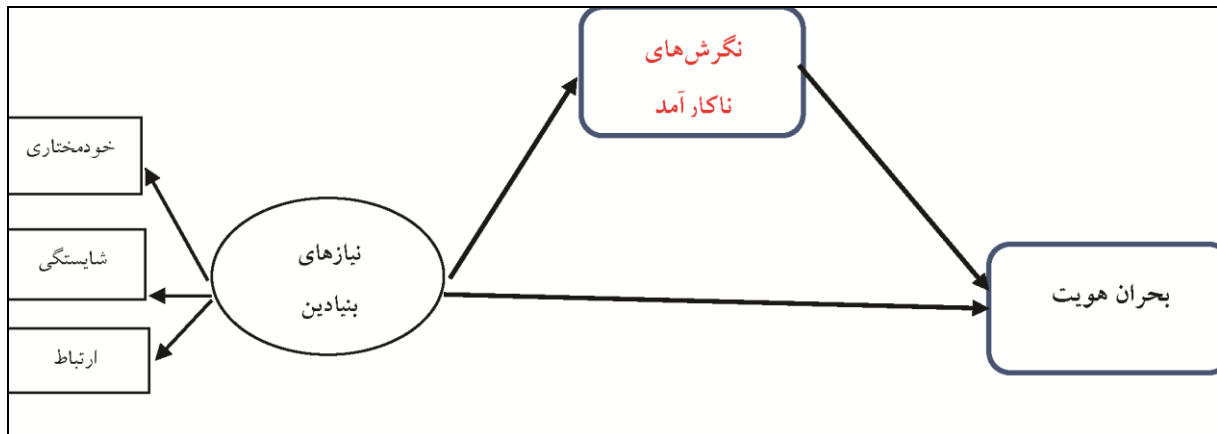 نگرش‌های
ناکارآمد
خودمختاری
شایستگی
ارتباط
نیازهای
بنیادین
بحران هویت